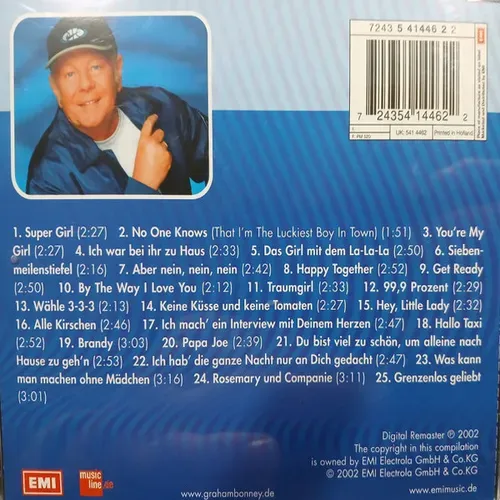 7243 5 41446 2 2
EMI
7 24354 14462 2
UK: 541 4462
Printed in Holland
1. Super Girl (2:27) 2. No One Knows (That I'm The Luckiest Boy In Town) (1:51) 3. You're My
Girl (2:27) 4. Ich war bei ihr zu Haus (2:33) 5. Das Girl mit dem La-La-La (2:50) 6. Sieben-
meilenstiefel (2:16) 7. Aber nein, nein, nein (2:42) 8. Happy Together (2:52) 9. Get Ready
(2:50) 10. By The Way I Love You (2:12) 11. Traumgirl (2:33) 12. 99,9 Prozent (2:29)
13. Wähle 3-3-3 (2:13) 14. Keine Küsse und keine Tomaten (2:27) 15. Hey, Little Lady (2:32)
16. Alle Kirschen (2:46) 17. Ich mach' ein Interview mit Deinem Herzen (2:47) 18. Hallo Taxi
(2:52) 19. Brandy (3:03) 20. Papa Joe (2:39) 21. Du bist viel zu schön, um alleine nach
Hause zu geh'n (2:53) 22. Ich hab' die ganze Nacht nur an Dich gedacht (2:47) 23. Was kann
man machen ohne Mädchen (3:16) 24. Rosemary und Companie (3:11) 25. Grenzenlos geliebt
(3:01)
Digital Remaster ℗ 2002
The copyright in this compilation
is owned by EMI Electrola GmbH & Co.KG
© 2002 EMI Electrola GmbH & Co.KG
EMI
music
line.de
www.grahambonney.de
www.emimusic.de